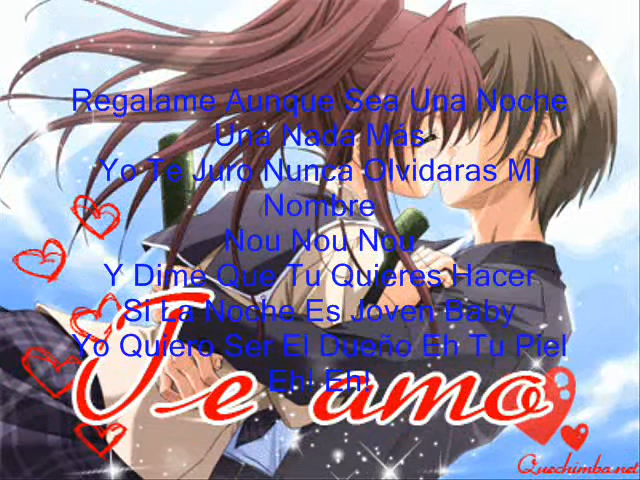 Regalame Aunque Sea Una Noche
Una Nada Más
Yo Te Juro Nunca Olvidaras Mi
Nombre
Nou Nou Nou
Y Dime Que Tu Quieres Hacer
Si La Noche Es Joven Baby
Yo Quiero Ser El Dueño Eh Tu Piel
Eh! Eh!
Te amo
Quechimba.net